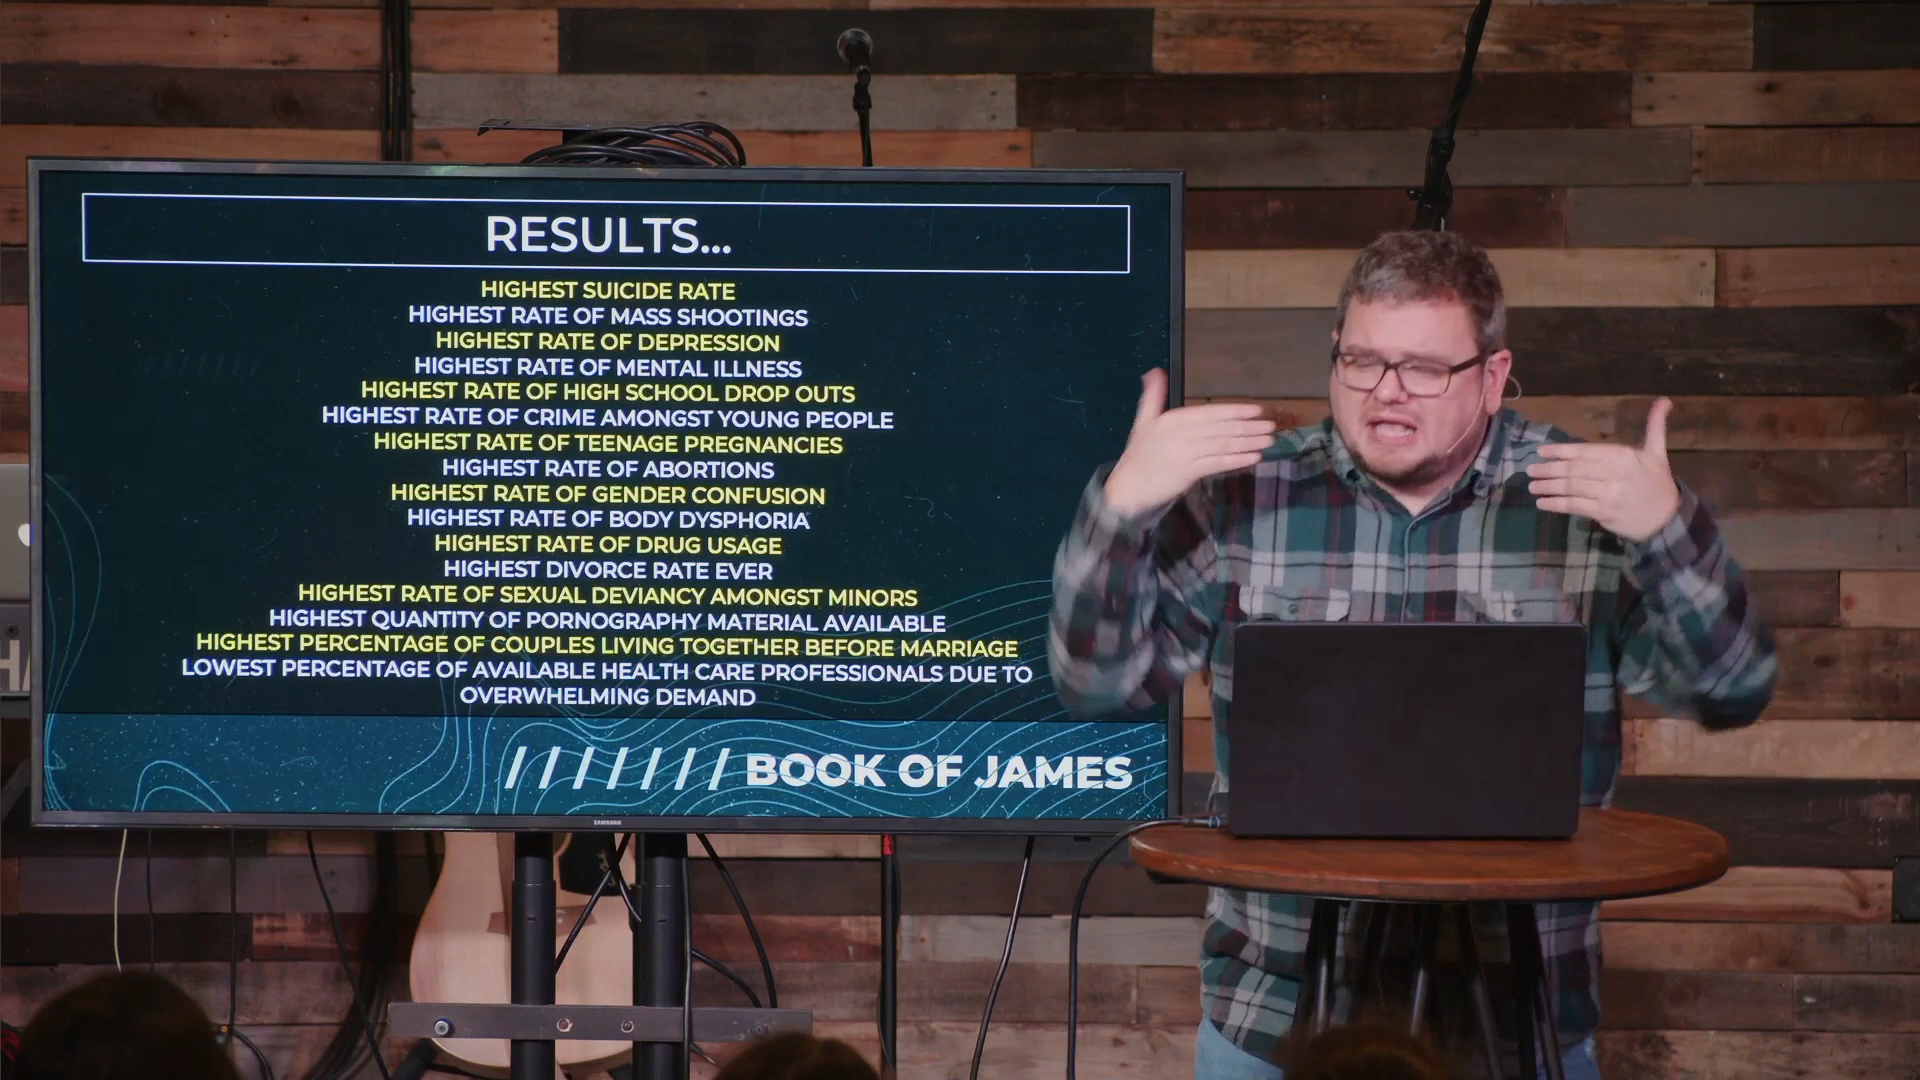 RESULTS...
HIGHEST SUICIDE RATE
HIGHEST RATE OF MASS SHOOTINGS
HIGHEST RATE OF DEPRESSION
HIGHEST RATE OF MENTAL ILLNESS
HIGHEST RATE OF HIGH SCHOOL DROP OUTS
HIGHEST RATE OF CRIME AMONGST YOUNG PEOPLE
HIGHEST RATE OF TEENAGE PREGNANCIES
HIGHEST RATE OF ABORTIONS
HIGHEST RATE OF GENDER CONFUSION
HIGHEST RATE OF BODY DYSPHORIA
HIGHEST RATE OF DRUG USAGE
HIGHEST DIVORCE RATE EVER
HIGHEST RATE OF SEXUAL DEVIANCY AMONGST MINORS
HIGHEST QUANTITY OF PORNOGRAPHY MATERIAL AVAILABLE
HIGHEST PERCENTAGE OF COUPLES LIVING TOGETHER BEFORE MARRIAGE
LOWEST PERCENTAGE OF AVAILABLE HEALTH CARE PROFESSIONALS DUE TO
OVERWHELMING DEMAND
/////// BOOK OF JAMES
SAMSUNG